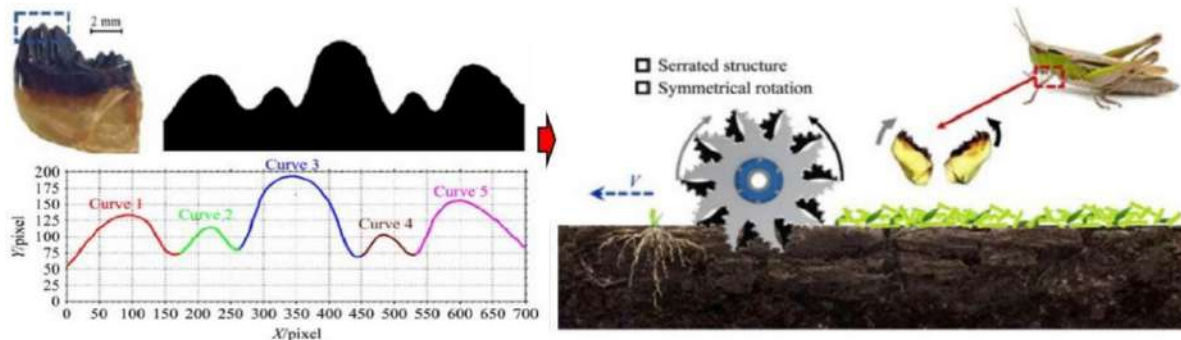 2 mm
Curve 1
Curve 2
Curve 3
Curve 4
Curve 5
200
175
150
125
100
75
50
25
0
Y/pixel
0 50 100 150 200 250 300 350 400 450 500 550 600 650 700
X/pixel
Serrated structure
Symmetrical rotation
V